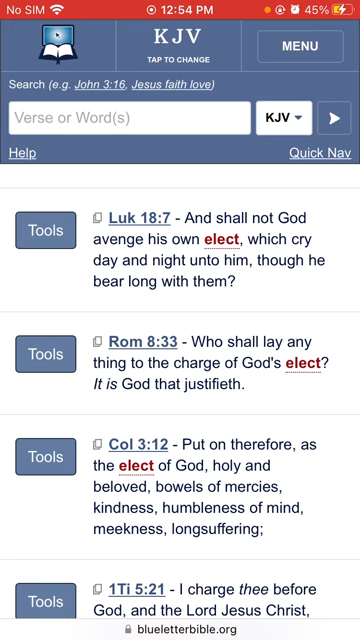 No SIM 12:54 PM 45%
KJV
TAP TO CHANGE
MENU
Search (e.g. John 3:16, Jesus faith love)
Verse or Word(s)
KJV
Help Quick Nav
Tools
Luk 18:7 - And shall not God
avenge his own elect, which cry
day and night unto him, though he
bear long with them?
Tools
Rom 8:33 - Who shall lay any
thing to the charge of God's elect?
It is God that justifieth.
Tools
Col 3:12 - Put on therefore, as
the elect of God, holy and
beloved, bowels of mercies,
kindness, humbleness of mind,
meekness, longsuffering;
Tools
1Ti 5:21 - I charge thee before
God, and the Lord Jesus Christ,
blueletterbible.org